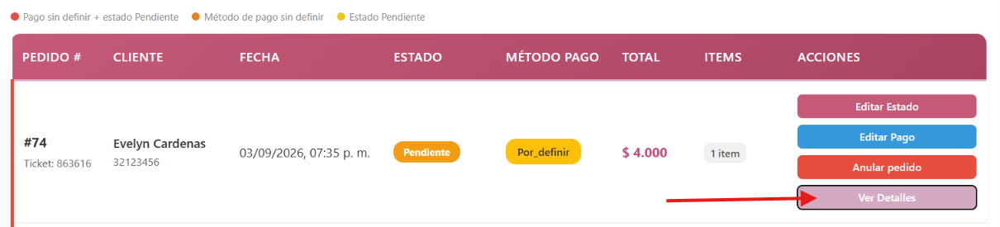 Pago sin definir + estado Pendiente Método de pago sin definir Estado Pendiente
PEDIDO # CLIENTE FECHA ESTADO MÉTODO PAGO TOTAL ITEMS ACCIONES
Editar Estado
#74 Evelyn Cardenas 03/09/2026, 07:35 p. m. Pendiente Por_definir $ 4.000 1 item Editar Pago
Ticket: 863616 32123456 Anular pedido
Ver Detalles